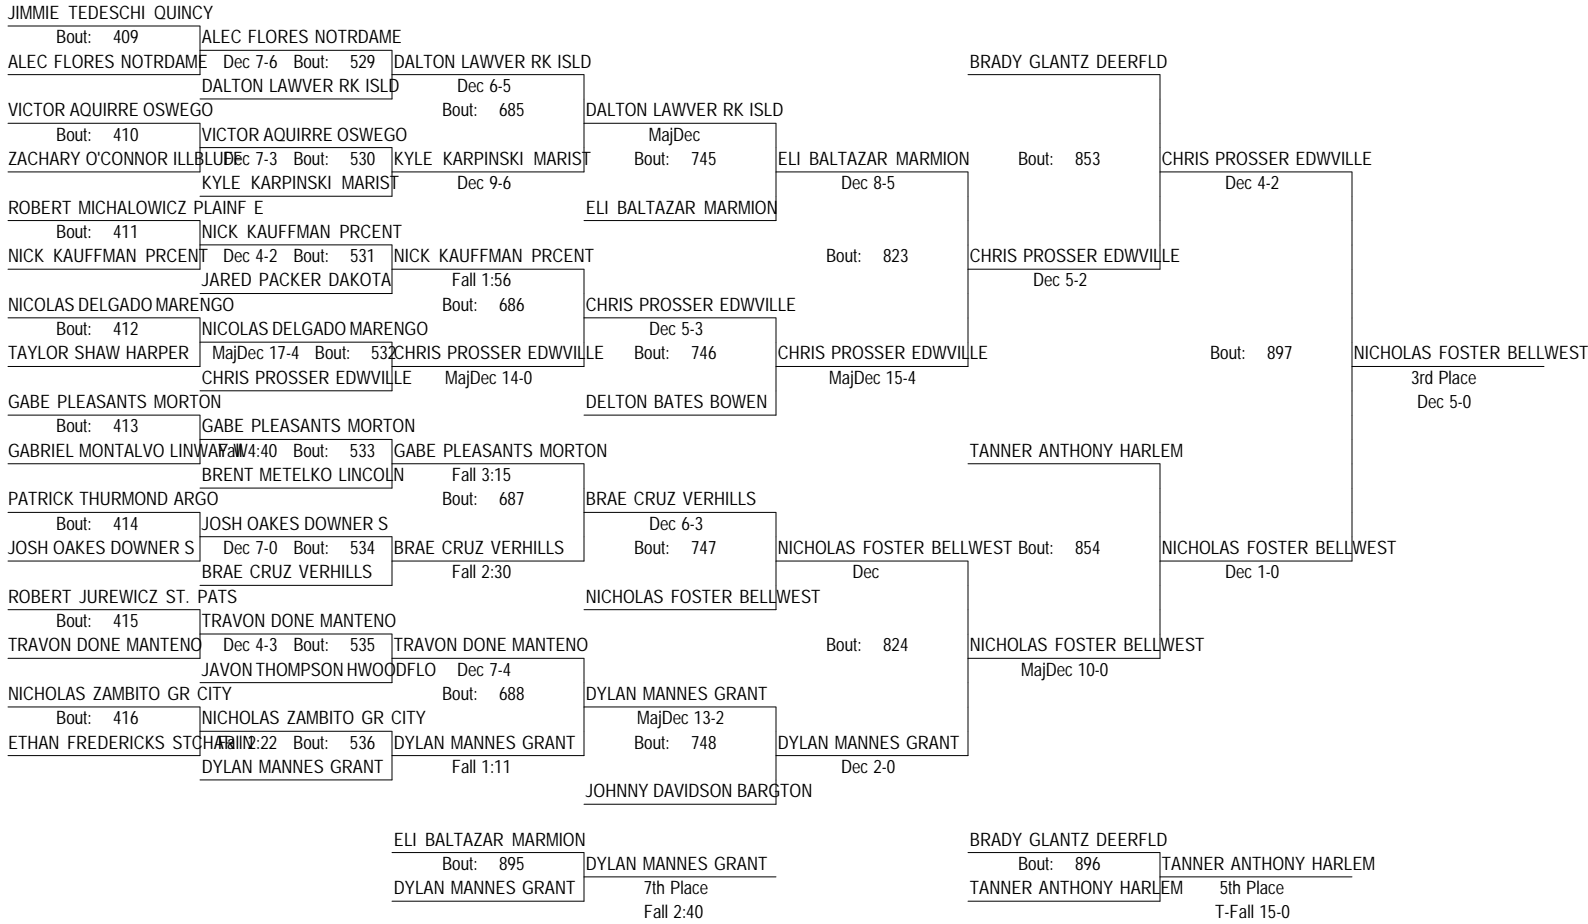 JIMMIE TEDESCHI QUINCY
Bout: 409 ALEC FLORES NOTRDAME
ALEC FLORES NOTRDAME Dec 7-6 Bout: 529 DALTON LAWVER RK ISLD BRADY GLANTZ DEERFLD
DALTON LAWVER RK ISLD Dec 6-5
VICTOR AQUIRRE OSWEGO Bout: 685 DALTON LAWVER RK ISLD
Bout: 410 VICTOR AQUIRRE OSWEGO MajDec
ZACHARY O'CONNOR ILLBLUFF Dec 7-3 Bout: 530 KYLE KARPINSKI MARIST Bout: 745 ELI BALTAZAR MARMION Bout: 853 CHRIS PROSSER EDWVILLE
KYLE KARPINSKI MARIST Dec 9-6 Dec 8-5 Dec 4-2
ROBERT MICHALOWICZ PLAINF E ELI BALTAZAR MARMION
Bout: 411 NICK KAUFFMAN PRCENT
NICK KAUFFMAN PRCENT Dec 4-2 Bout: 531 NICK KAUFFMAN PRCENT Bout: 823 CHRIS PROSSER EDWVILLE
JARED PACKER DAKOTA Fall 1:56 Dec 5-2
NICOLAS DELGADO MARENGO Bout: 686 CHRIS PROSSER EDWVILLE
Bout: 412 NICOLAS DELGADO MARENGO Dec 5-3
TAYLOR SHAW HARPER MajDec 17-4 Bout: 532 CHRIS PROSSER EDWVILLE Bout: 746 CHRIS PROSSER EDWVILLE Bout: 897 NICHOLAS FOSTER BELLWEST
CHRIS PROSSER EDWVILLE MajDec 14-0 MajDec 15-4 3rd Place
GABE PLEASANTS MORTON DELTON BATES BOWEN Dec 5-0
Bout: 413 GABE PLEASANTS MORTON
GABRIEL MONTALVO LINWAY W Fall 4:40 Bout: 533 GABE PLEASANTS MORTON TANNER ANTHONY HARLEM
BRENT METELKO LINCOLN Fall 3:15
PATRICK THURMOND ARGO Bout: 687 BRAE CRUZ VERHILLS
Bout: 414 JOSH OAKES DOWNER S Dec 6-3
JOSH OAKES DOWNER S Dec 7-0 Bout: 534 BRAE CRUZ VERHILLS Bout: 747 NICHOLAS FOSTER BELLWEST Bout: 854 NICHOLAS FOSTER BELLWEST
BRAE CRUZ VERHILLS Fall 2:30 Dec Dec 1-0
ROBERT JUREWICZ ST. PATS NICHOLAS FOSTER BELLWEST
Bout: 415 TRAVON DONE MANTENO
TRAVON DONE MANTENO Dec 4-3 Bout: 535 TRAVON DONE MANTENO Bout: 824 NICHOLAS FOSTER BELLWEST
JAVON THOMPSON HWOODFLO Dec 7-4 MajDec 10-0
NICHOLAS ZAMBITO GR CITY Bout: 688 DYLAN MANNES GRANT
Bout: 416 NICHOLAS ZAMBITO GR CITY MajDec 13-2
ETHAN FREDERICKS Fall 2:22 Bout: 536 DYLAN MANNES GRANT Bout: 748 DYLAN MANNES GRANT
DYLAN MANNES GRANT Fall 1:11 Dec 2-0
JOHNNY DAVIDSON BARGTON
ELI BALTAZAR MARMION BRADY GLANTZ DEERFLD
Bout: 895 DYLAN MANNES GRANT Bout: 896 TANNER ANTHONY HARLEM
DYLAN MANNES GRANT 7th Place TANNER ANTHONY HARLEM 5th Place
Fall 2:40 T-Fall 15-0